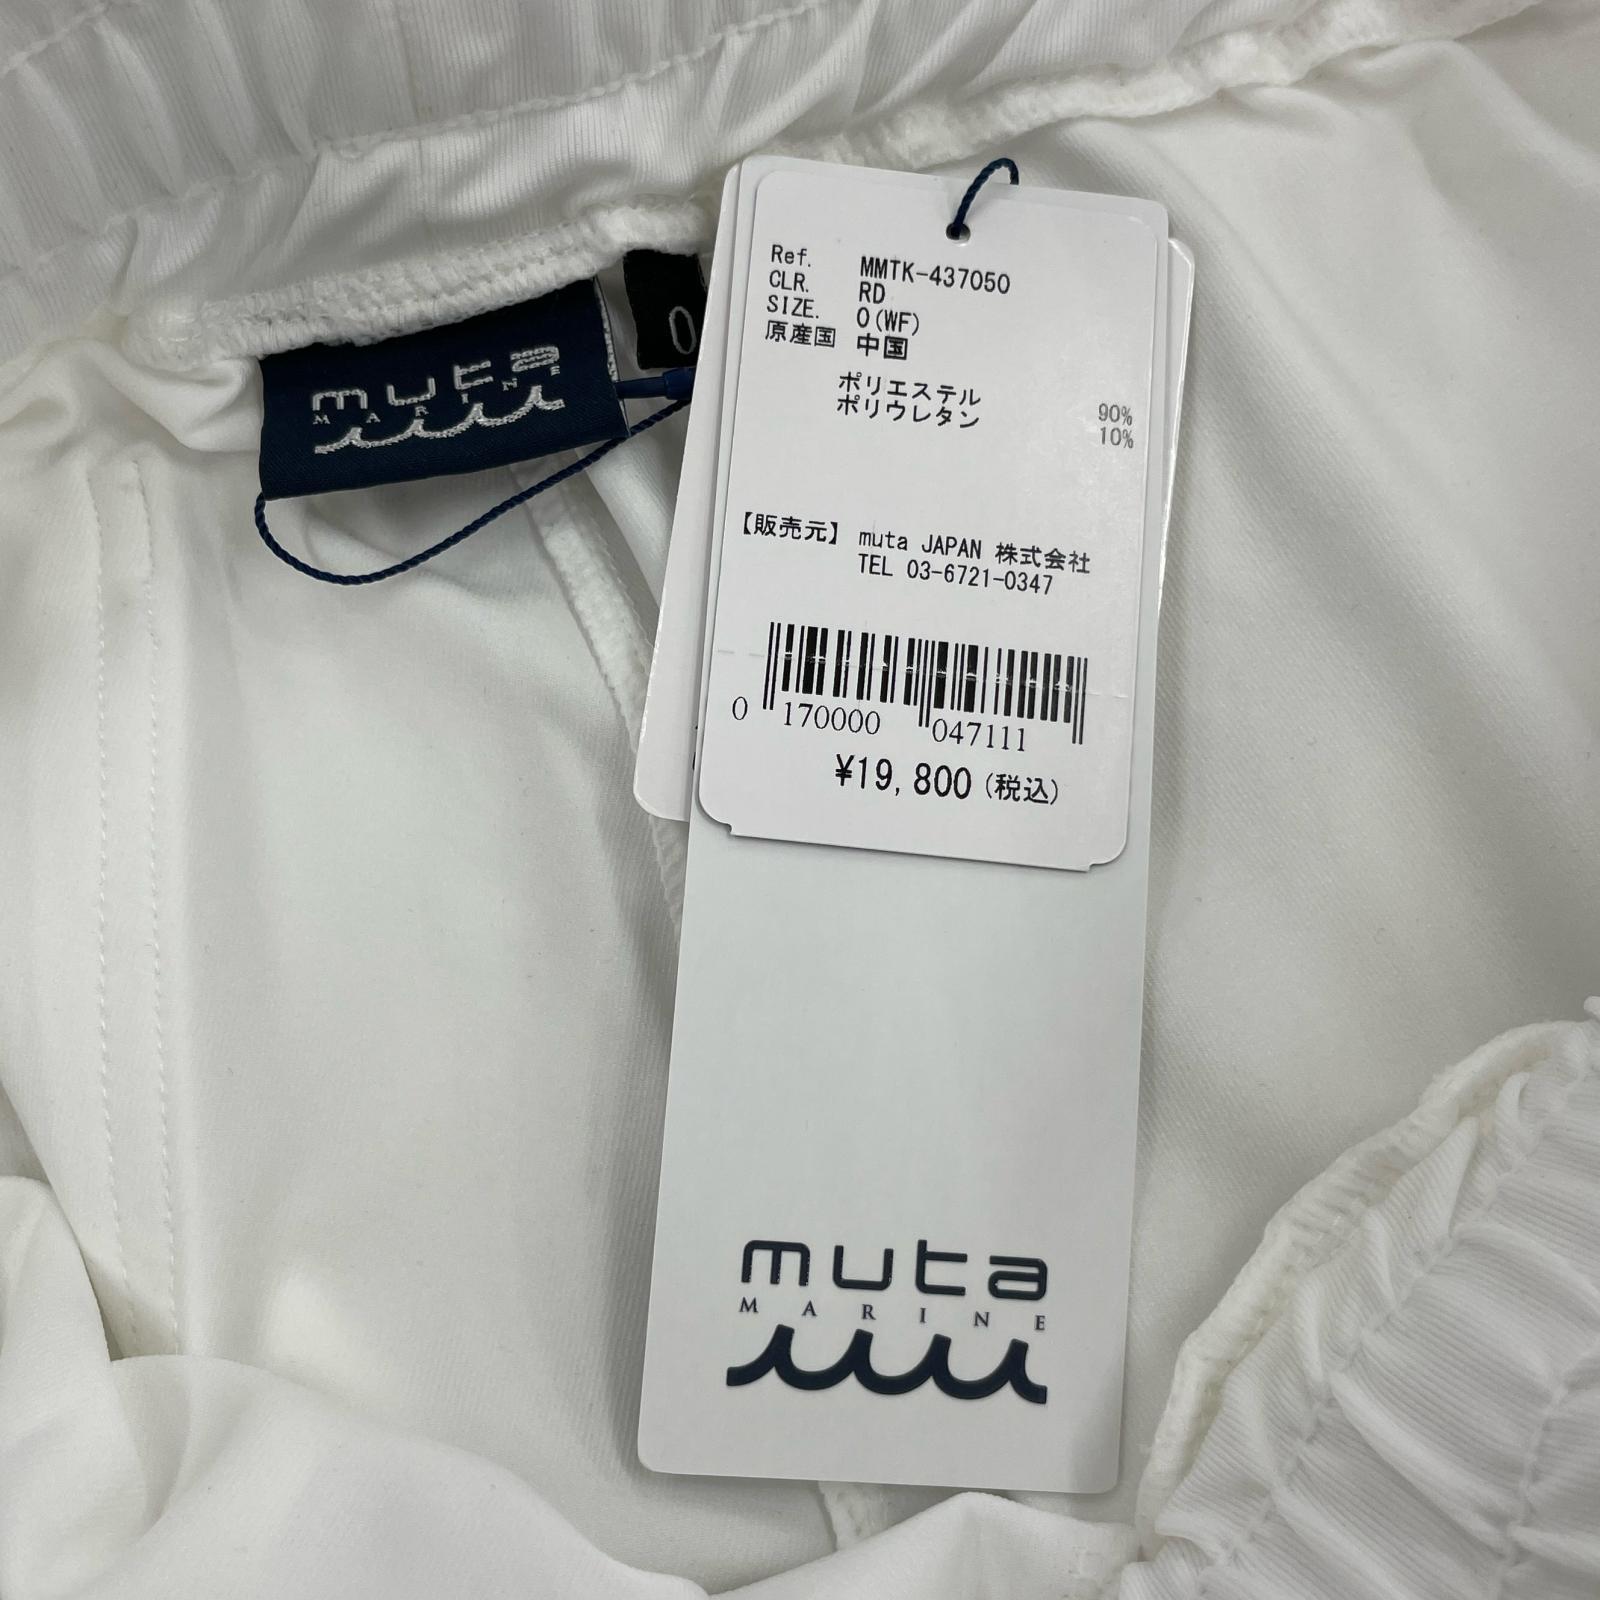 muta
MARINE
0
Ref. MMTK-437050
CLR. RD
SIZE. 0(WF)
原産国 中国
ポリエステル 90%
ポリウレタン 10%
【販売元】 muta JAPAN 株式会社
TEL 03-6721-0347
0 170000 047111
¥19,800(税込)
muta
MARINE